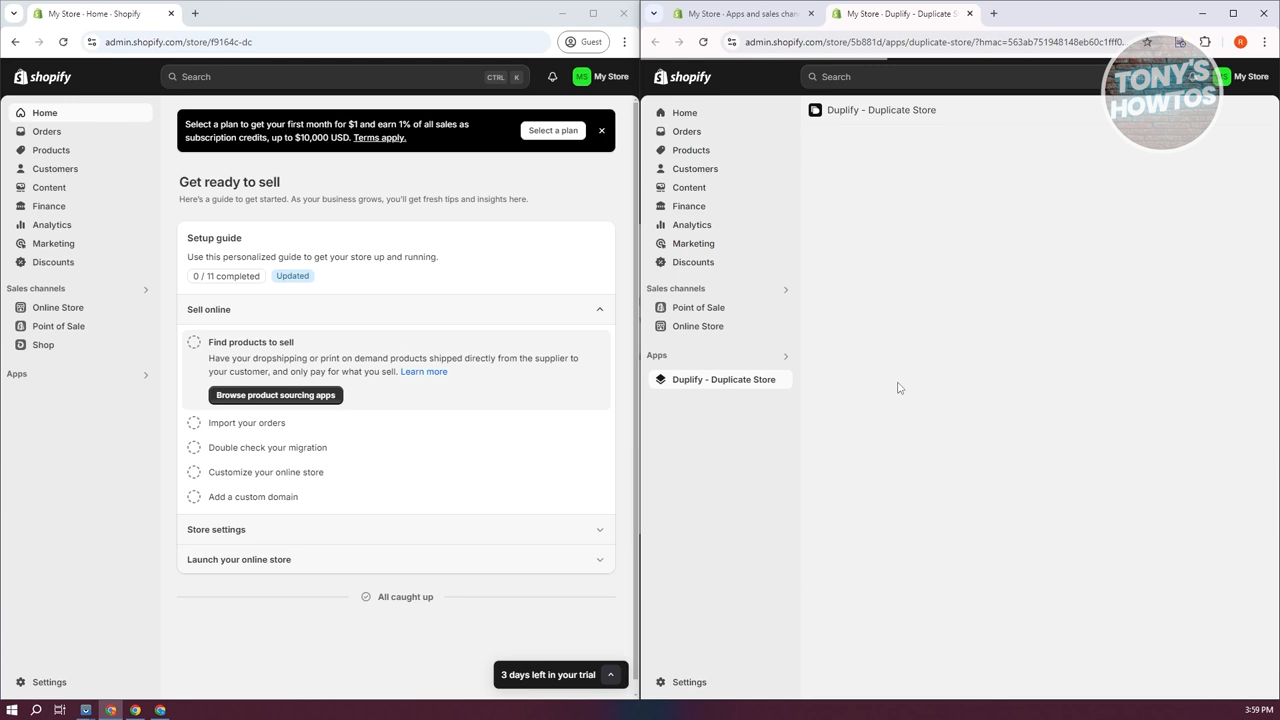 My Store · Home · Shopify
admin.shopify.com/store/f9164c-dc
Guest
shopify
Search
CTRL K
MS My Store
Home
Orders
Products
Customers
Content
Finance
Analytics
Marketing
Discounts
Sales channels
Online Store
Point of Sale
Shop
Apps
Settings
Select a plan to get your first month for $1 and earn 1% of all sales as
subscription credits, up to $10,000 USD. Terms apply.
Select a plan
Get ready to sell
Here's a guide to get started. As your business grows, you'll get fresh tips and insights here.
Setup guide
Use this personalized guide to get your store up and running.
0 / 11 completed
Updated
Sell online
Find products to sell
Have your dropshipping or print on demand products shipped directly from the supplier to
your customer, and only pay for what you sell. Learn more
Browse product sourcing apps
Import your orders
Double check your migration
Customize your online store
Add a custom domain
Store settings
Launch your online store
All caught up
3 days left in your trial
My Store · Apps and sales chan
My Store · Duplify - Duplicate S
admin.shopify.com/store/5b881d/apps/duplicate-store/?hmac=563ab751948148eb60c1fff0...
R
shopify
Search
My Store
TONY'S
HOWTOS
Home
Orders
Products
Customers
Content
Finance
Analytics
Marketing
Discounts
Sales channels
Point of Sale
Online Store
Apps
Duplify - Duplicate Store
Settings
Duplify - Duplicate Store
3:59 PM